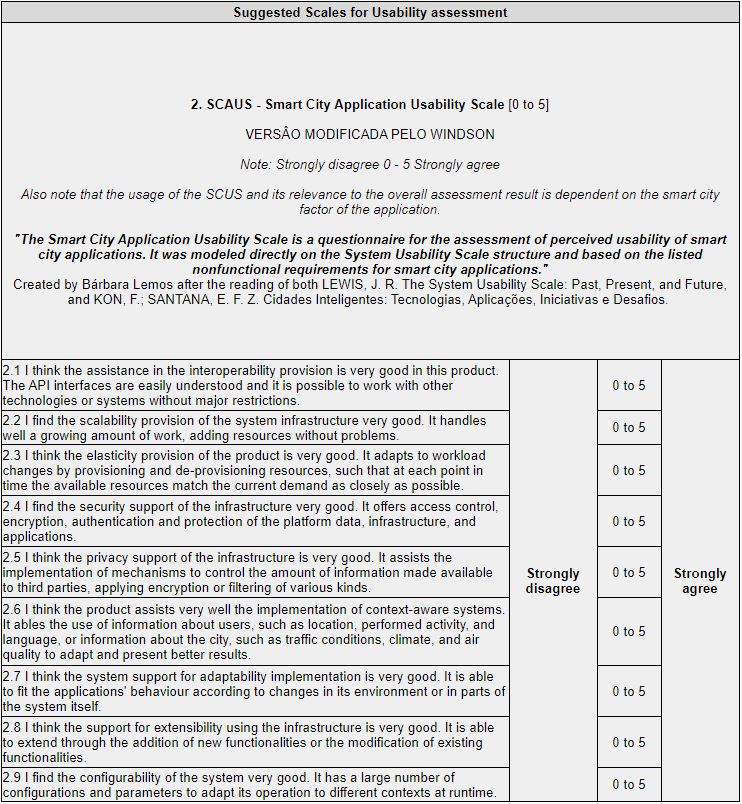 Suggested Scales for Usability assessment
2. SCAUS - Smart City Application Usability Scale [0 to 5]
VERSÂO MODIFICADA PELO WINDSON
Note: Strongly disagree 0 - 5 Strongly agree
Also note that the usage of the SCUS and its relevance to the overall assessment result is dependent on the smart city
factor of the application.
"The Smart City Application Usability Scale is a questionnaire for the assessment of perceived usability of smart
city applications. It was modeled directly on the System Usability Scale structure and based on the listed
nonfunctional requirements for smart city applications."
Created by Bárbara Lemos after the reading of both LEWIS, J. R. The System Usability Scale: Past, Present, and Future,
and KON, F.; SANTANA, E. F. Z. Cidades Inteligentes: Tecnologias, Aplicações, Iniciativas e Desafios.
2.1 I think the assistance in the interoperability provision is very good in this product.
The API interfaces are easily understood and it is possible to work with other
technologies or systems without major restrictions.
0 to 5
2.2 I find the scalability provision of the system infrastructure very good. It handles
well a growing amount of work, adding resources without problems.
0 to 5
2.3 I think the elastic provision of the product is very good. It adapts to workload
changes by provisioning and de-provisioning resources, such that at each point in
time the available resources match the current demand as closely as possible.
0 to 5
2.4 I find the security support of the infrastructure very good. It offers access control,
encryption, authentication and protection of the platform data, infrastructure, and
applications.
0 to 5
2.5 I think the privacy support of the infrastructure is very good. It assists the
implementation of mechanisms to control the amount of information made available
to third parties, applying encryption or filtering of various kinds.
Strongly
disagree
0 to 5
Strongly
agree
2.6 I think the product assists very well the implementation of context-aware systems.
It ables the use of information about users, such as location, performed activity, and
language, or information about the city, such as traffic conditions, climate, and air
quality to adapt and present better results.
0 to 5
2.7 I think the system support for adaptability implementation is very good. It is able
to fit the applications' behaviour according to changes in its environment or in parts of
the system itself.
0 to 5
2.8 I think the support for extensibility using the infrastructure is very good. It is able
to extend through the addition of new functionalities or the modification of existing
functionalities.
0 to 5
2.9 I find the configurability of the system very good. It has a large number of
configurations and parameters to adapt its operation to different contexts at runtime.
0 to 5